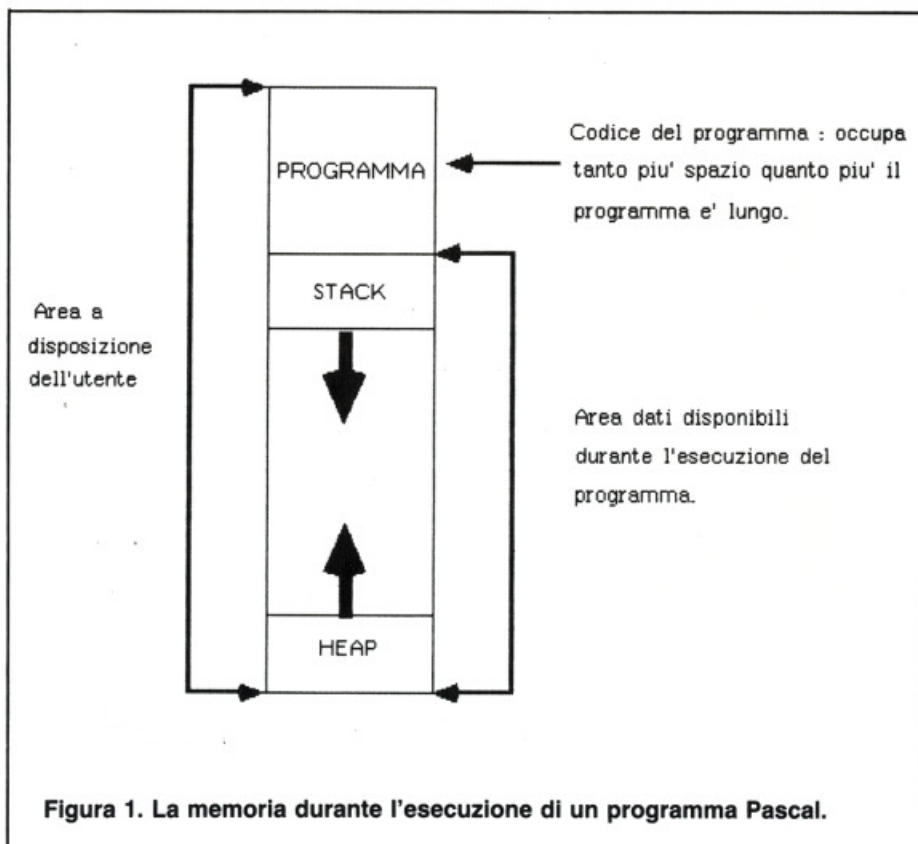 Codice del programma : occupa
tanto piu' spazio quanto piu' il
programma e' lungo.
PROGRAMMA
STACK
Area a
disposizione
dell'utente
Area dati disponibili
durante l'esecuzione del
programma.
HEAP
Figura 1. La memoria durante l'esecuzione di un programma Pascal.